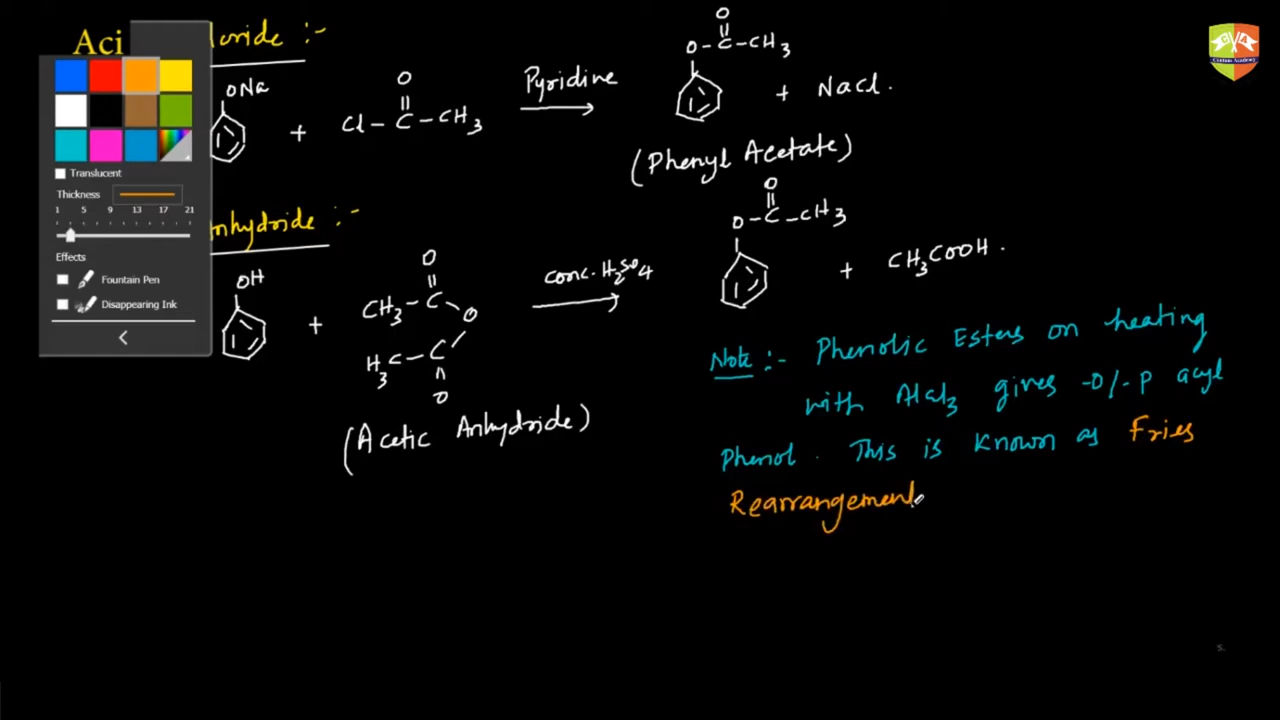 Aci
loride :-
ONa
+
O
Cl - C - CH3
Pyridine
O
O - C - CH3
+ NaCl.
(Phenyl Acetate)
nhydride :-
OH
+
O
CH3 - C
O
H3C - C
O
(Acetic Anhydride)
conc. H2SO4
O
O - C - CH3
+ CH3COOH.
Note :- Phenolic Esters on heating
with AlCl3 gives -O/-P acyl
Phenol. This is known as Fries
Rearrangement
Translucent
Thickness
1 5 9 13 17 21
Effects
Fountain Pen
Disappearing Ink
5.